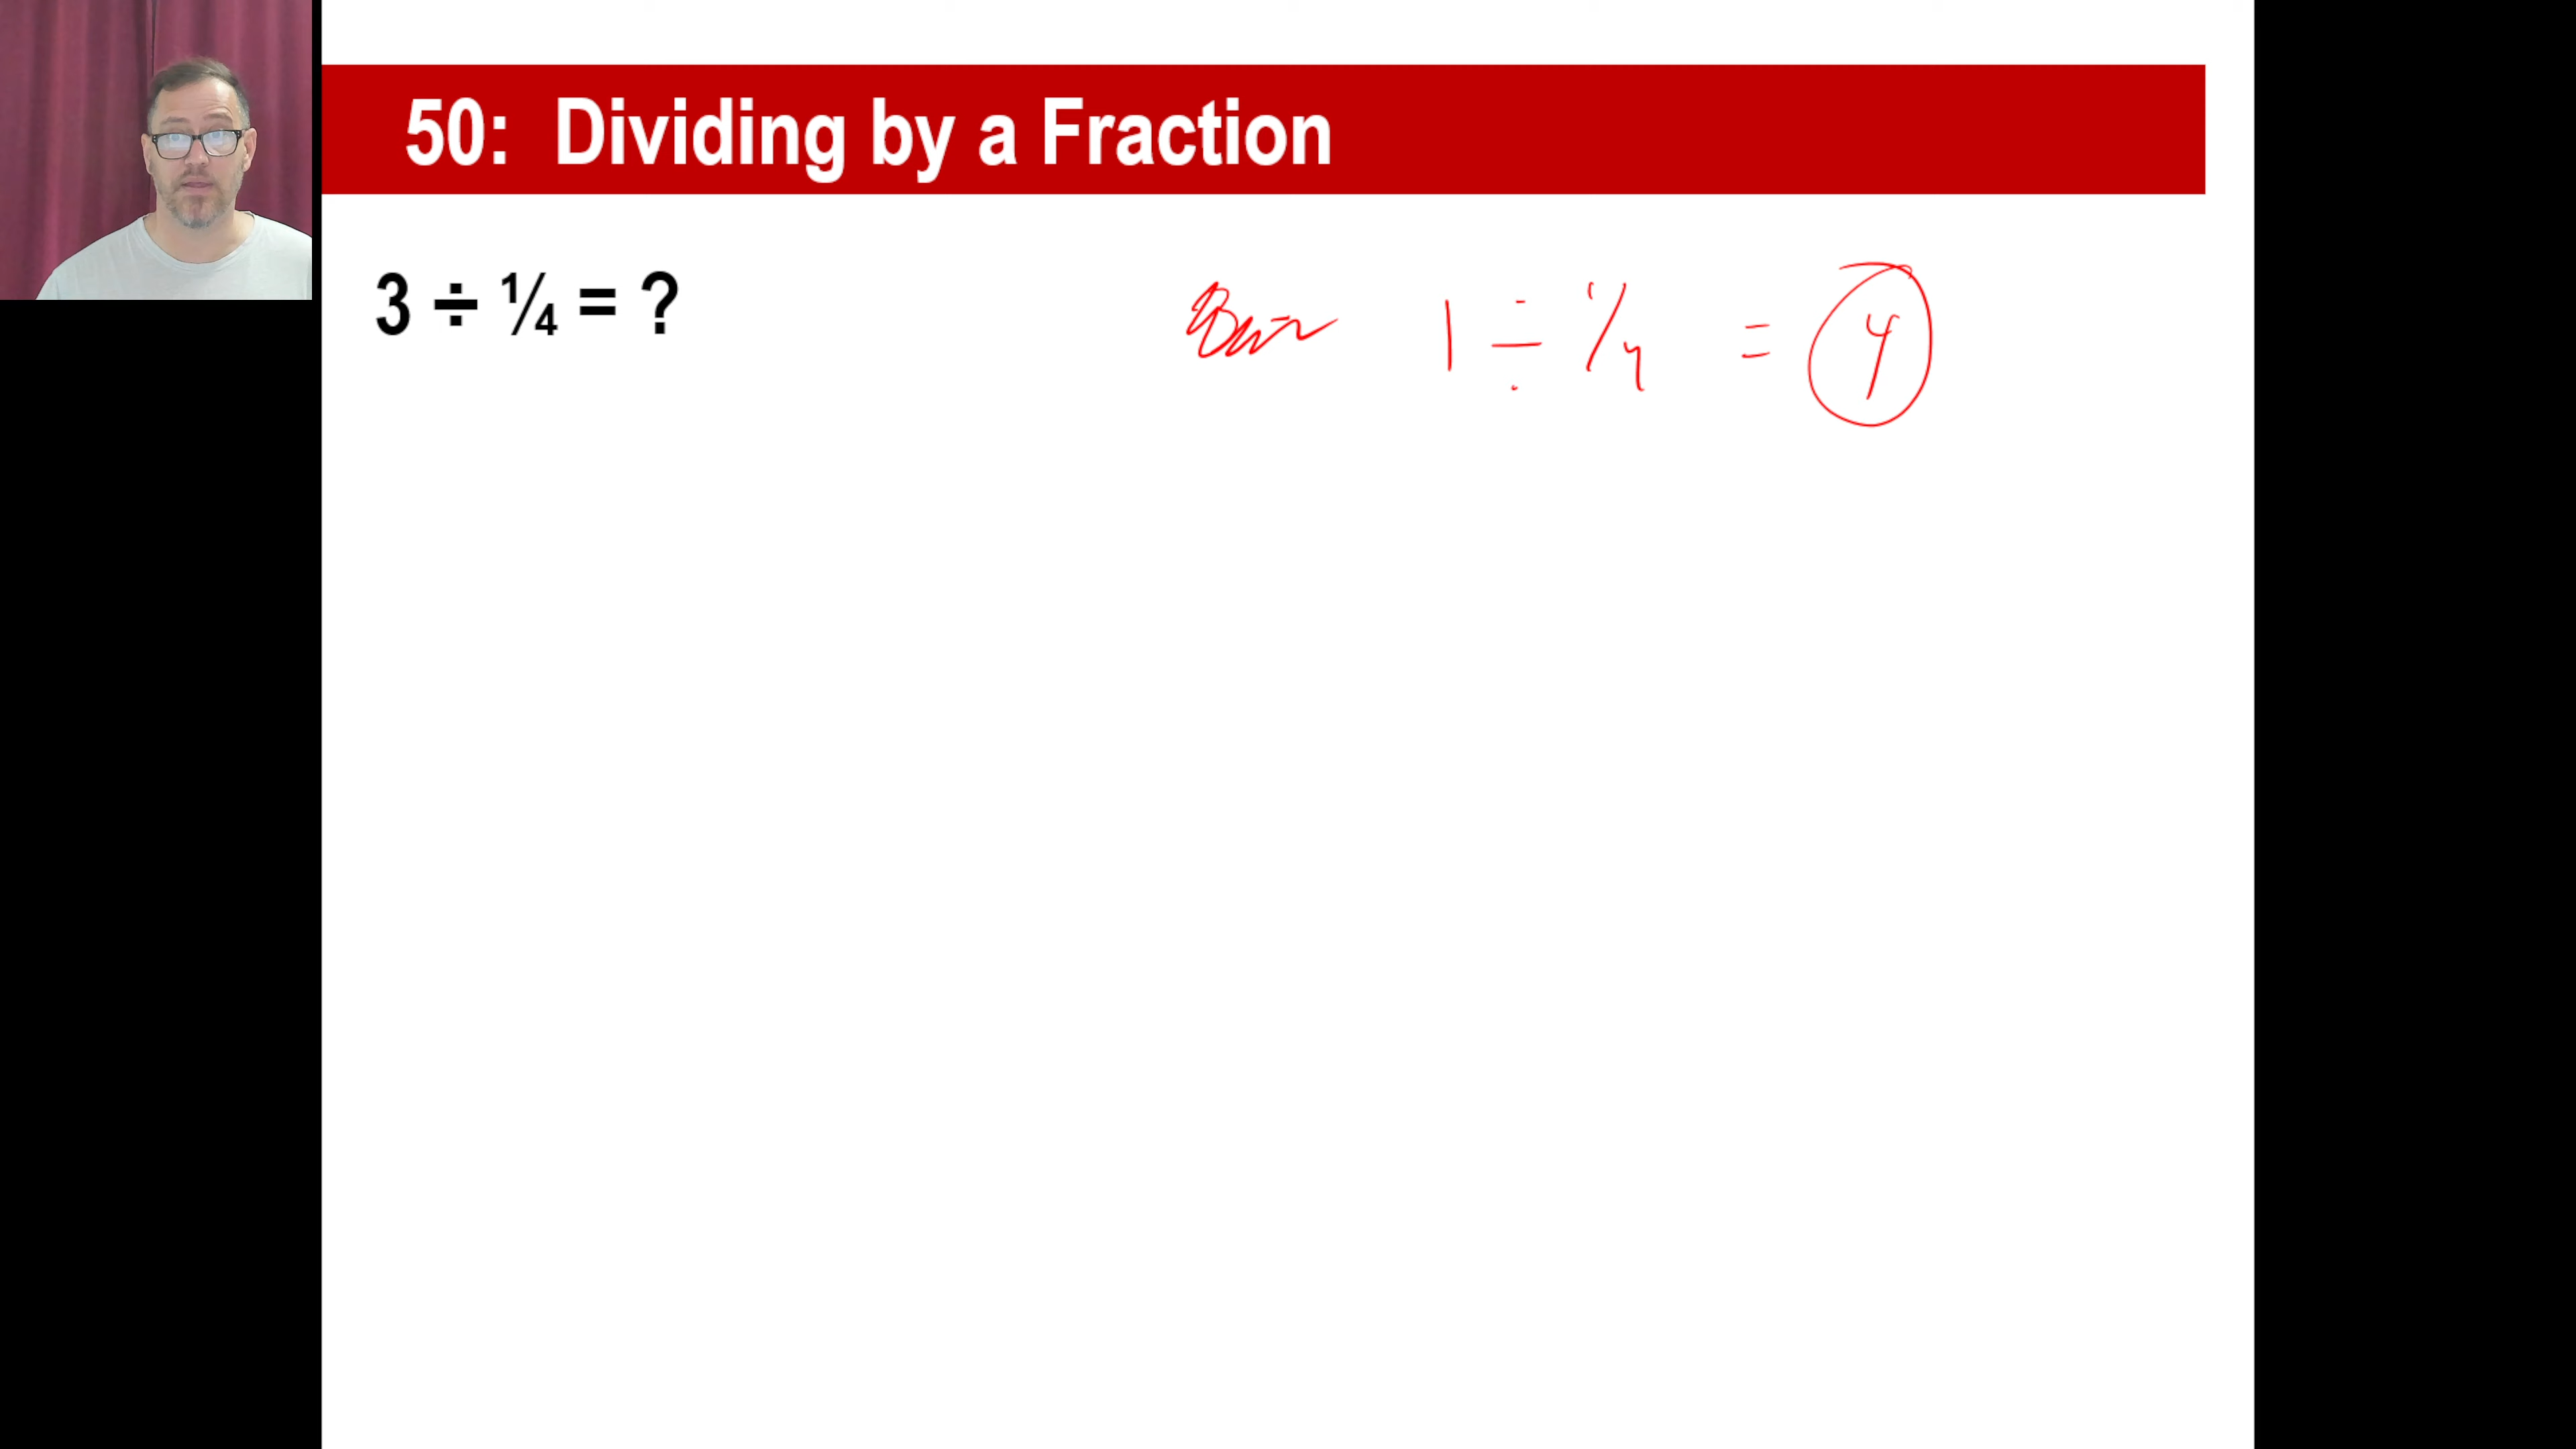 50: Dividing by a Fraction
3 ÷ ¼ = ?
1 ÷ 1/4 = 4